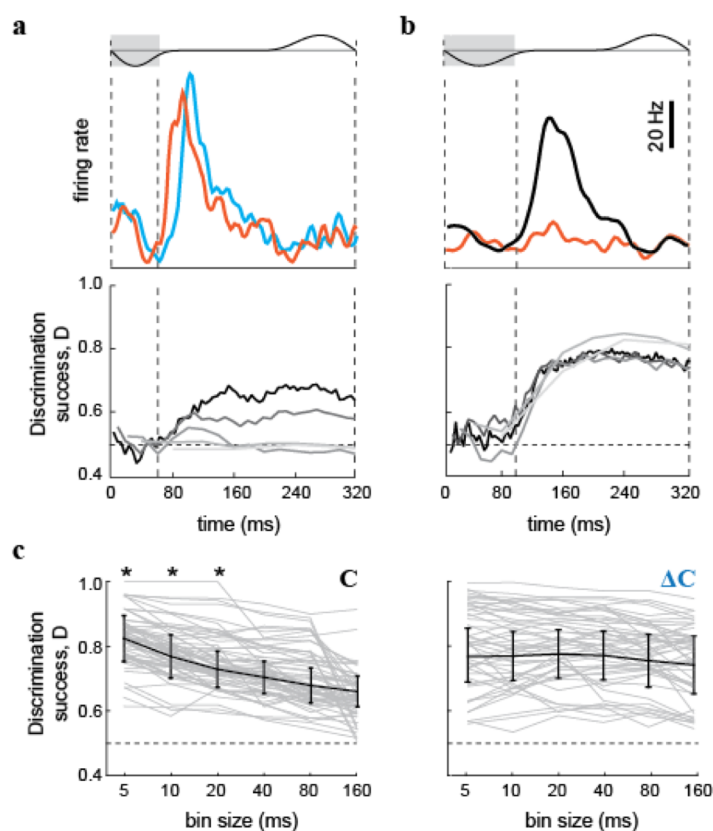 a
b
firing rate
20 Hz
Discrimination
success, D
1.0
0.8
0.6
0.4
0 80 160 240 320
0 80 160 240 320
time (ms)
time (ms)
c
* * *
C
ΔC
Discrimination
success, D
1.0
0.8
0.6
0.4
5 10 20 40 80 160
5 10 20 40 80 160
bin size (ms)
bin size (ms)